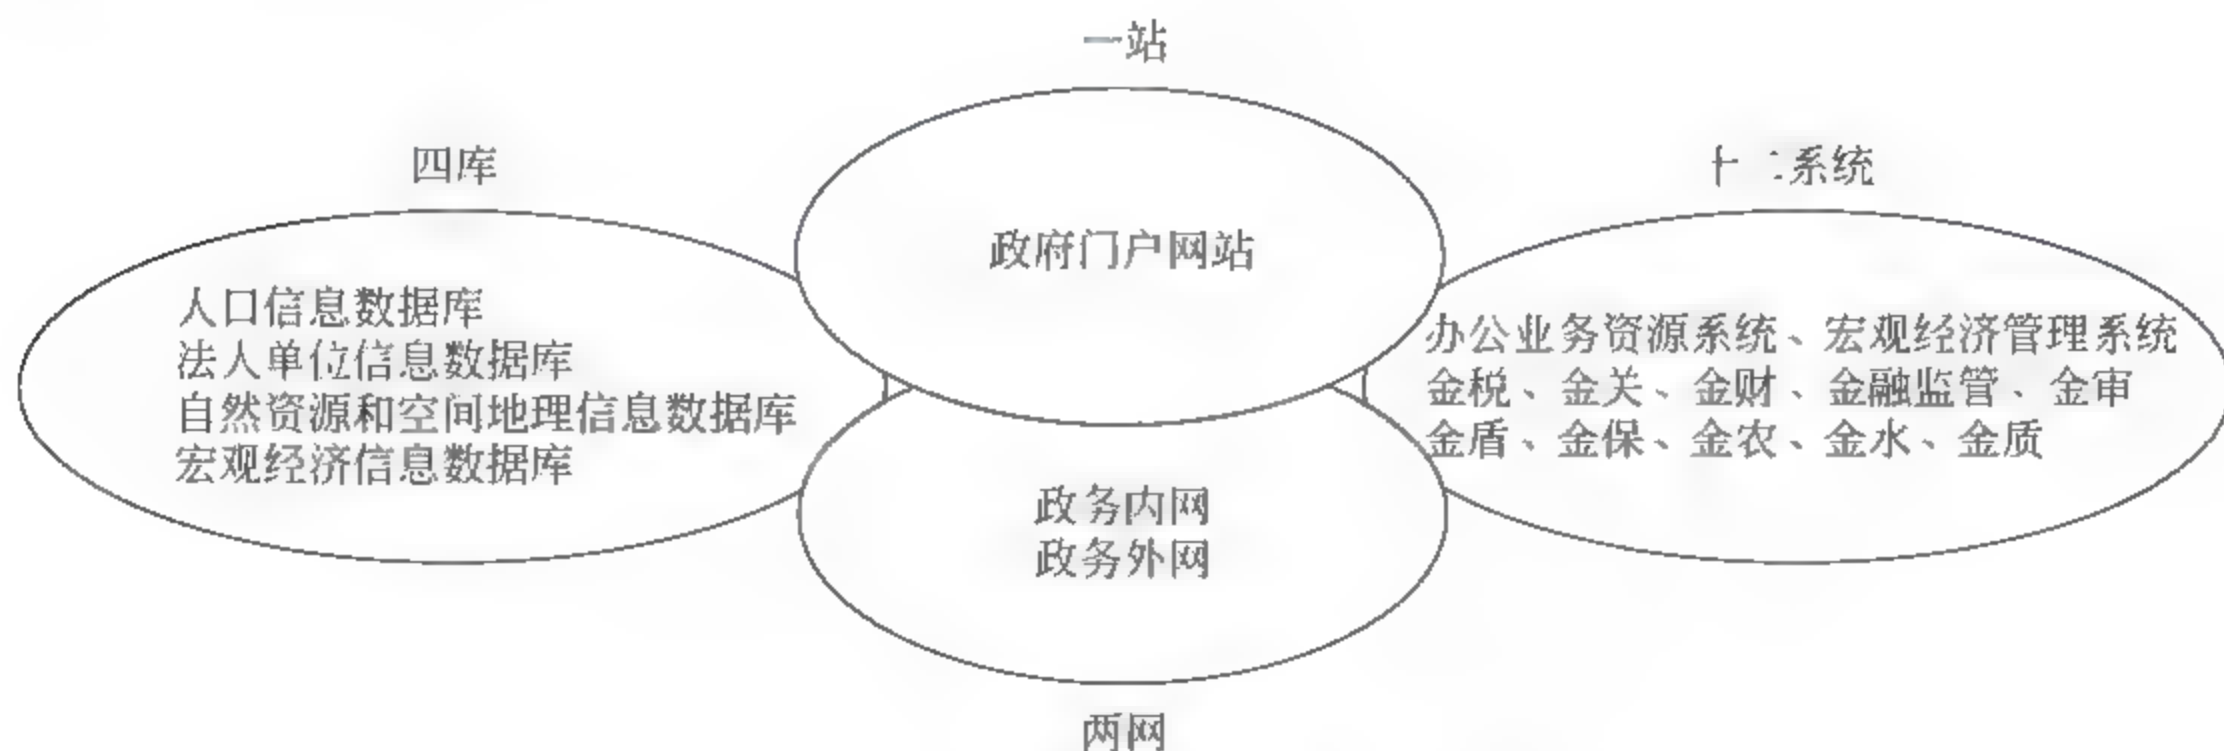 一站
政府门户网站
四库
人口信息数据库
法人单位信息数据库
自然资源和空间地理信息数据库
宏观经济信息数据库
十二系统
办公业务资源系统、宏观经济管理系统
金税、金关、金财、金融监管、金审
金盾、金保、金农、金水、金质
政务内网
政务外网
两网